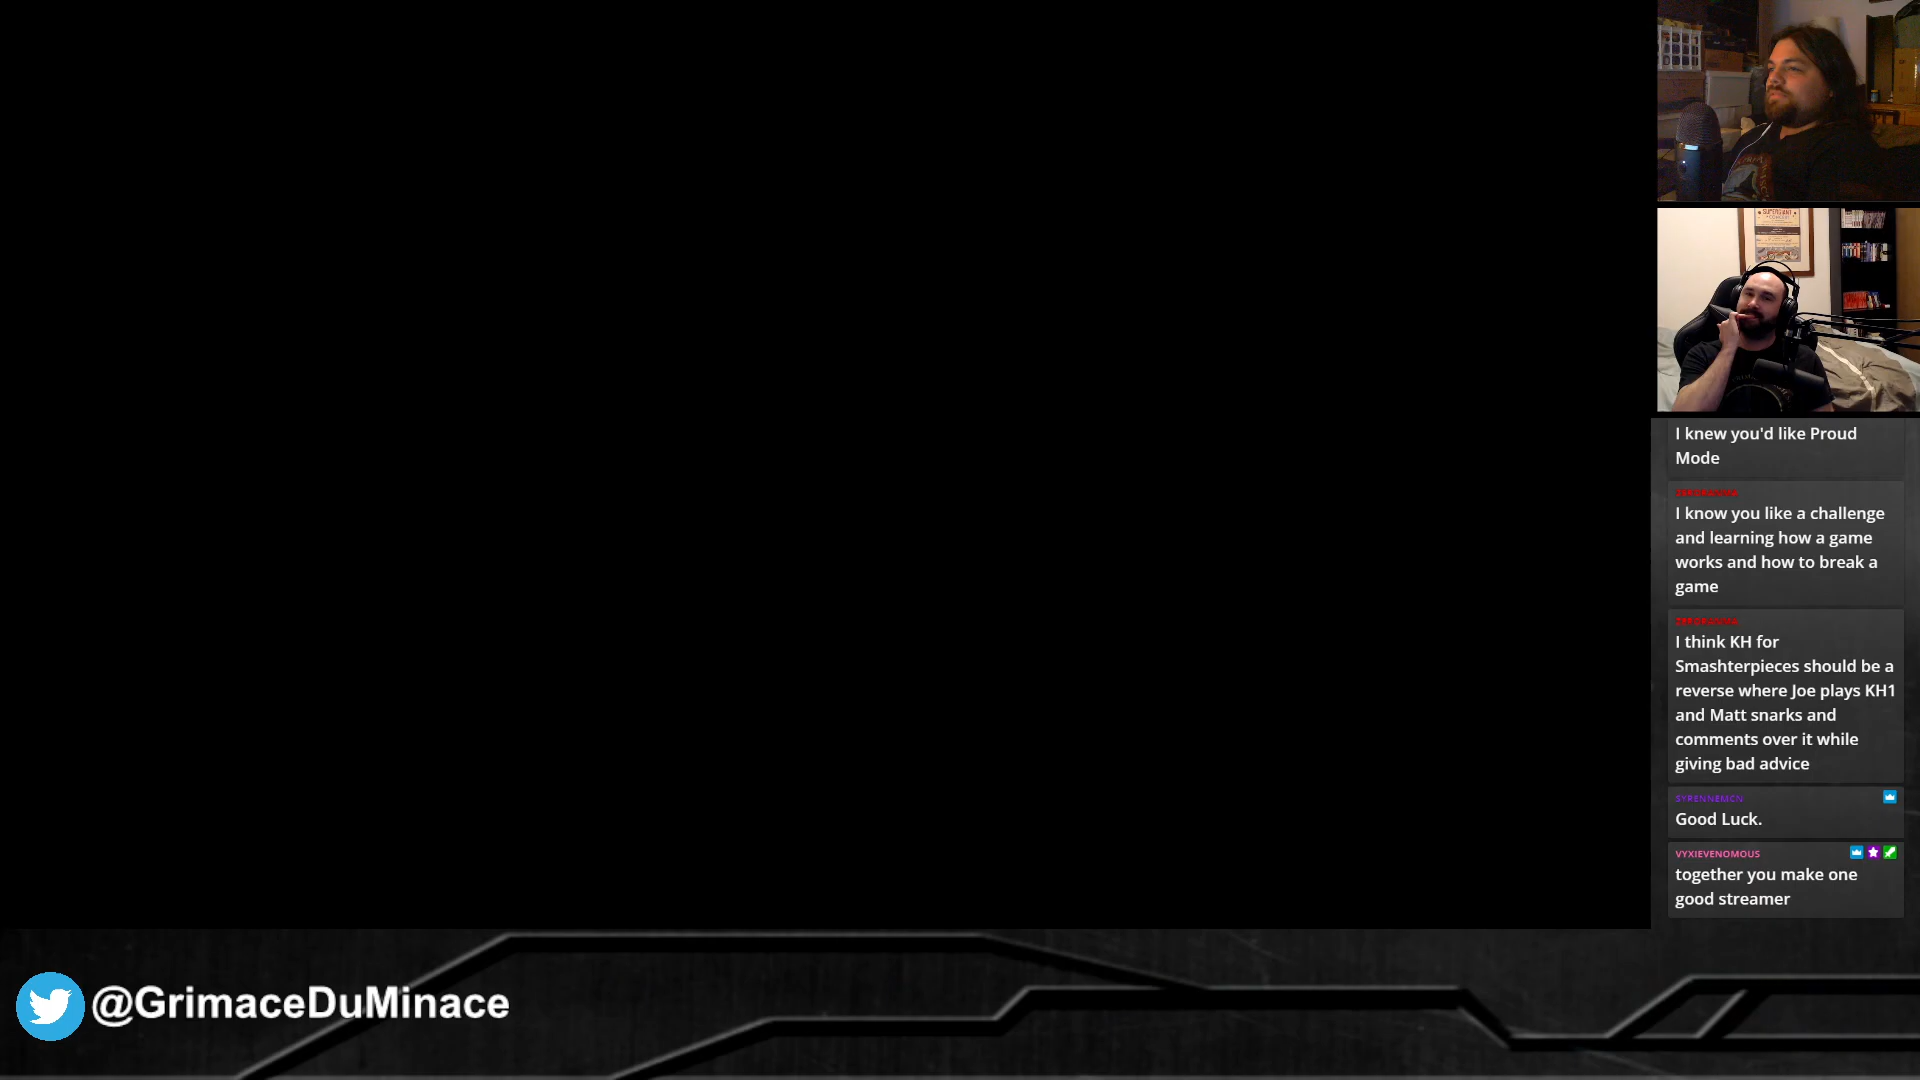 SUPERGIANT
I knew you'd like Proud
Mode
I know you like a challenge
and learning how a game
works and how to break a
game
I think KH for
Smashterpieces should be a
reverse where Joe plays KH1
and Matt snarks and
comments over it while
giving bad advice
SYRENNEMCN
Good Luck.
VYXIEVENOMOUS
together you make one
good streamer
@GrimaceDuMinace